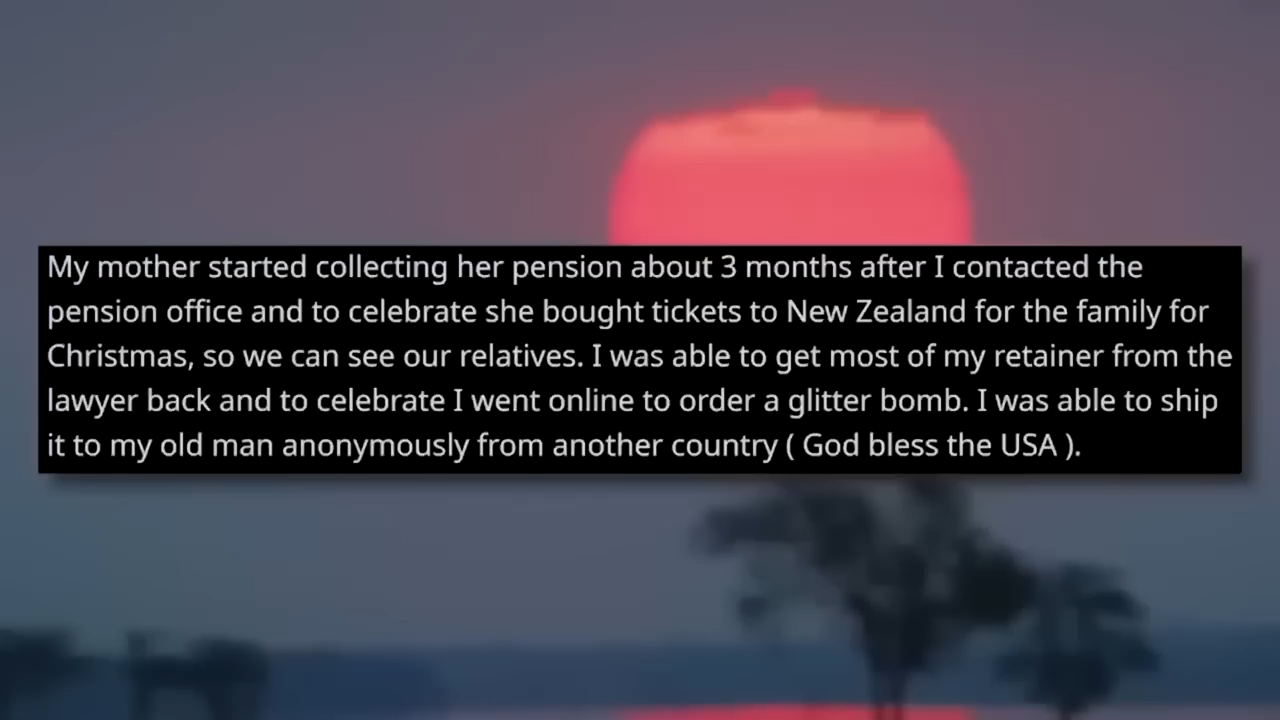 My mother started collecting her pension about 3 months after I contacted the
pension office and to celebrate she bought tickets to New Zealand for the family for
Christmas, so we can see our relatives. I was able to get most of my retainer from the
lawyer back and to celebrate I went online to order a glitter bomb. I was able to ship
it to my old man anonymously from another country ( God bless the USA ).